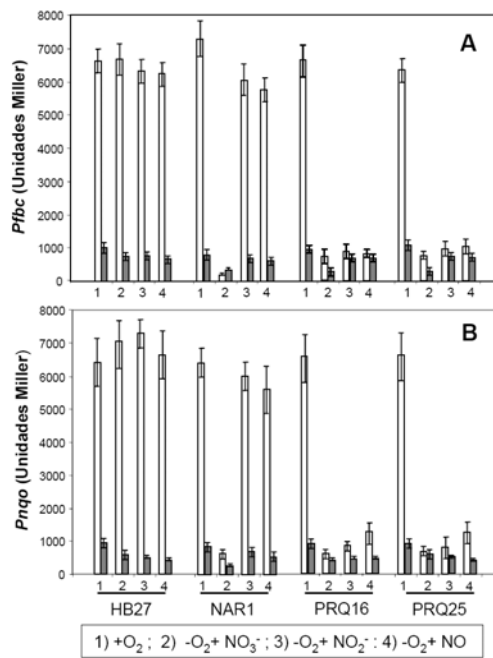 A
Pfbc (Unidades Miller)
8000
7000
6000
5000
4000
3000
2000
1000
0
1 2 3 4 1 2 3 4 1 2 3 4 1 2 3 4
B
Pnqo (Unidades Miller)
8000
7000
6000
5000
4000
3000
2000
1000
0
1 2 3 4 1 2 3 4 1 2 3 4 1 2 3 4
HB27 NAR1 PRQ16 PRQ25
1) +O₂ ; 2) -O₂+ NO₃⁻ ; 3) -O₂+ NO₂⁻ : 4) -O₂+ NO